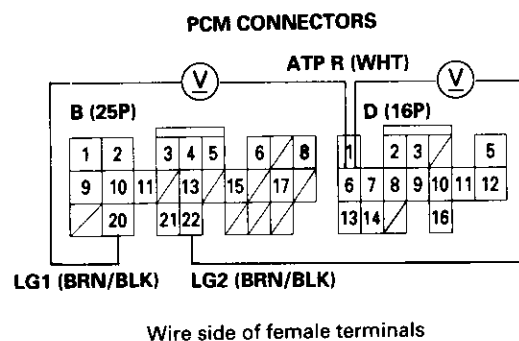 PCM CONNECTORS
ATP R (WHT)
V V
B (25P) D (16P)
1 2 3 4 5 6 8 1 2 3 5
9 10 11 13 15 17 6 7 8 9 10 11 12
20 21 22 13 14 16
LG1 (BRN/BLK) LG2 (BRN/BLK)
Wire side of female terminals